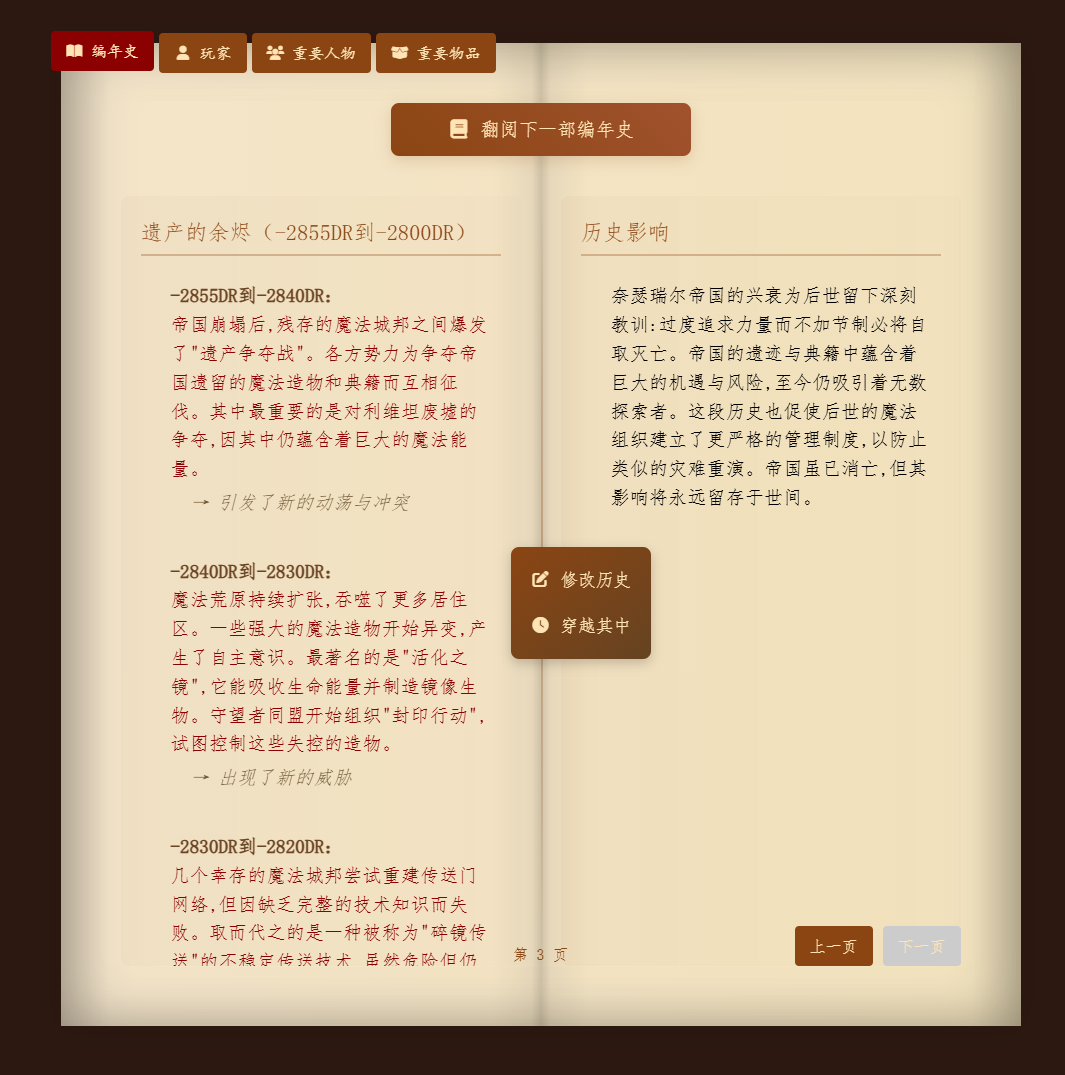 编年史
玩家
重要人物
重要物品
翻阅下一部编年史
遗产的余烬（-2855DR到-2800DR）
-2855DR到-2840DR:
帝国崩塌后,残存的魔法城邦之间爆发
了"遗产争夺战"。各方势力为争夺帝
国遗留的魔法造物和典籍而互相征
伐。其中最重要的是对利维坦废墟的
争夺,因其中仍蕴含着巨大的魔法能
量。
→ 引发了新的动荡与冲突
-2840DR到-2830DR:
魔法荒原持续扩张,吞噬了更多居住
区。一些强大的魔法造物开始异变,产
生了自主意识。最著名的是"活化之
镜",它能吸收生命能量并制造镜像生
物。守望者同盟开始组织"封印行动",
试图控制这些失控的造物。
→ 出现了新的威胁
-2830DR到-2820DR:
几个幸存的魔法城邦尝试重建传送门
网络,但因缺乏完整的技术知识而失
败。取而代之的是一种被称为"碎镜传
送"的不稳定传送技术,虽然危险但仍
历史影响
奈瑟瑞尔帝国的兴衰为后世留下深刻
教训:过度追求力量而不加节制必将自
取灭亡。帝国的遗迹与典籍中蕴含着
巨大的机遇与风险,至今仍吸引着无数
探索者。这段历史也促使后世的魔法
组织建立了更严格的管理制度,以防止
类似的灾难重演。帝国虽已消亡,但其
影响将永远留存于世间。
修改历史
穿越其中
第 3 页
上一页
下一页